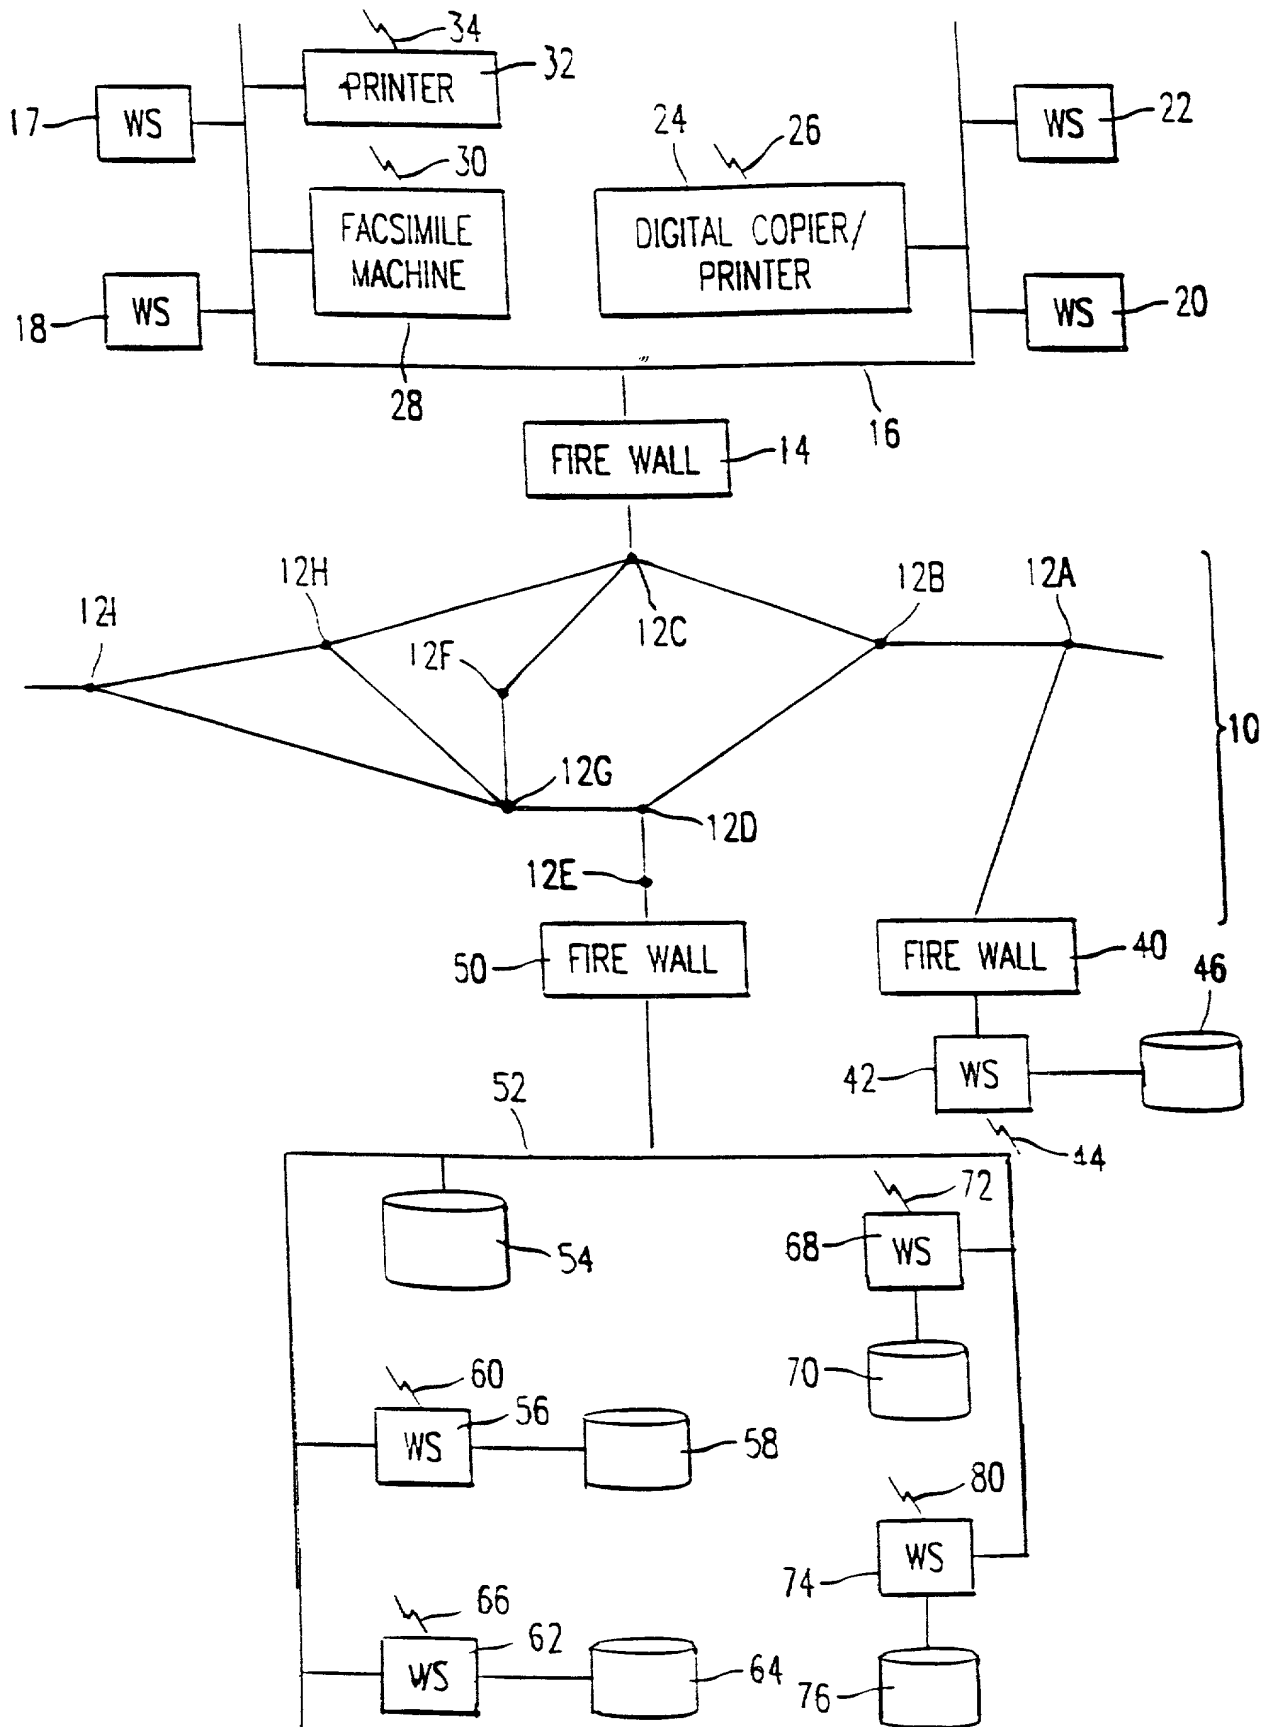 34
PRINTER
32
17
WS
24
26
WS
22
30
FACSIMILE
MACHINE
DIGITAL COPIER/
PRINTER
18
WS
WS
20
28
16
FIRE WALL
14
12I
12H
12C
12B
12A
12F
10
12G
12D
12E
50
FIRE WALL
FIRE WALL
40
46
42
WS
44
52
54
72
68
WS
70
60
56
WS
58
80
WS
74
66
62
WS
64
76